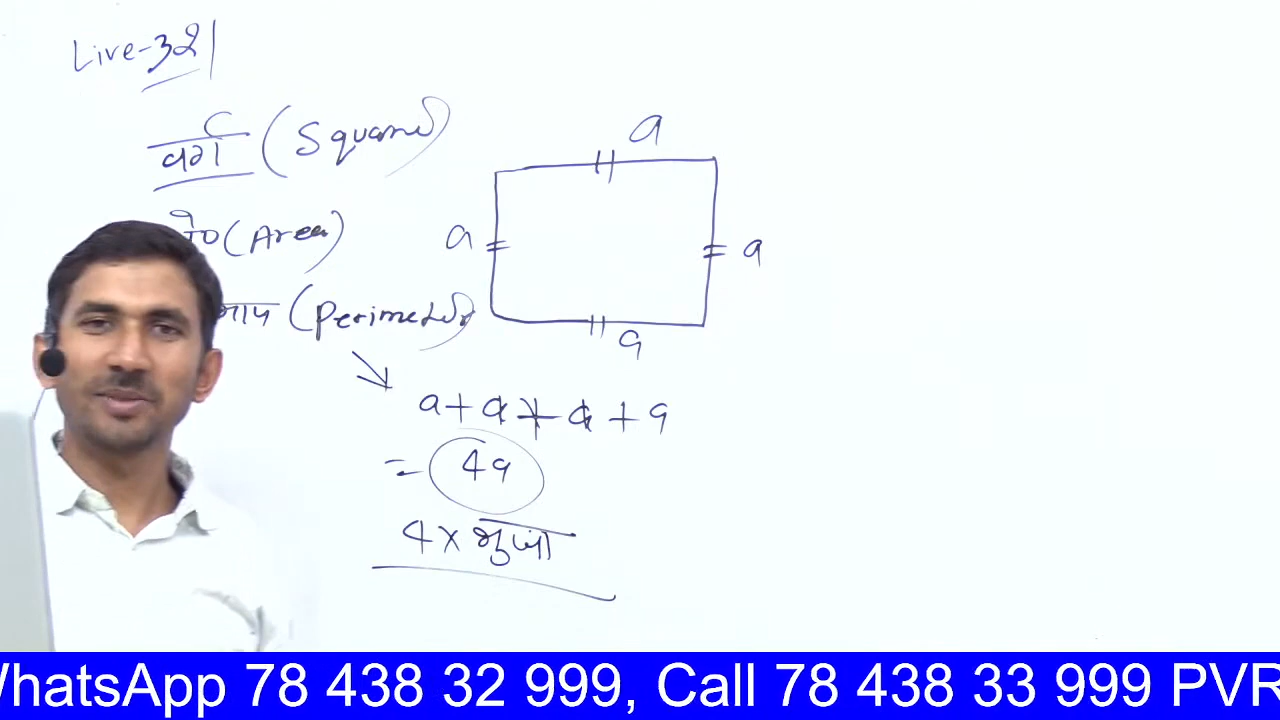 Live-321
वर्ग (Square)
(Area)
a
a
a
a
(Perimeter)
a + a + a + a
= 4a
4 x भुजा
WhatsApp 78 438 32 999, Call 78 438 33 999 PVR